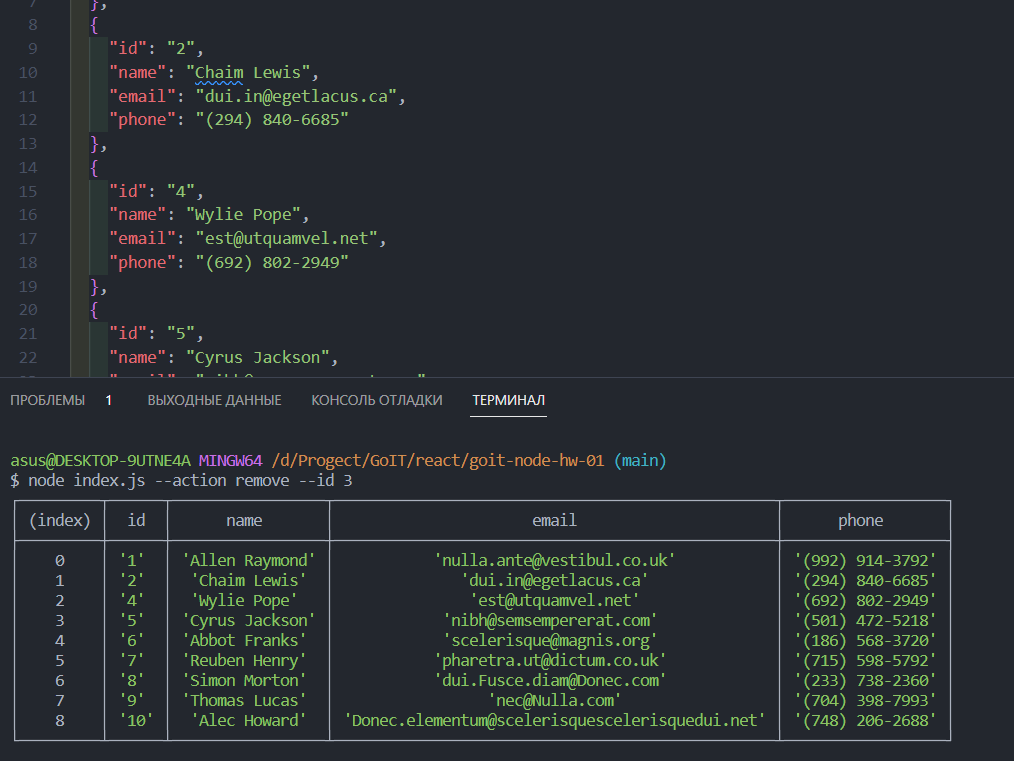 7 },
8 {
9 "id": "2",
10 "name": "Chaim Lewis",
11 "email": "dui.in@egetlacus.ca",
12 "phone": "(294) 840-6685"
13 },
14 {
15 "id": "4",
16 "name": "Wylie Pope",
17 "email": "est@utquamvel.net",
18 "phone": "(692) 802-2949"
19 },
20 {
21 "id": "5",
22 "name": "Cyrus Jackson",
ПРОБЛЕМЫ 1 ВЫХОДНЫЕ ДАННЫЕ КОНСОЛЬ ОТЛАДКИ ТЕРМИНАЛ
asus@DESKTOP-9UTNE4A MINGW64 /d/Progect/GoIT/react/goit-node-hw-01 (main)
$ node index.js --action remove --id 3
(index) id name email phone
0 '1' 'Allen Raymond' 'nulla.ante@vestibul.co.uk' '(992) 914-3792'
1 '2' 'Chaim Lewis' 'dui.in@egetlacus.ca' '(294) 840-6685'
2 '4' 'Wylie Pope' 'est@utquamvel.net' '(692) 802-2949'
3 '5' 'Cyrus Jackson' 'nibh@semsempererat.com' '(501) 472-5218'
4 '6' 'Abbot Franks' 'scelerisque@magnis.org' '(186) 568-3720'
5 '7' 'Reuben Henry' 'pharetra.ut@dictum.co.uk' '(715) 598-5792'
6 '8' 'Simon Morton' 'dui.Fusce.diam@Donec.com' '(233) 738-2360'
7 '9' 'Thomas Lucas' 'nec@Nulla.com' '(704) 398-7993'
8 '10' 'Alec Howard' 'Donec.elementum@scelerisquescelerisquedui.net' '(748) 206-2688'